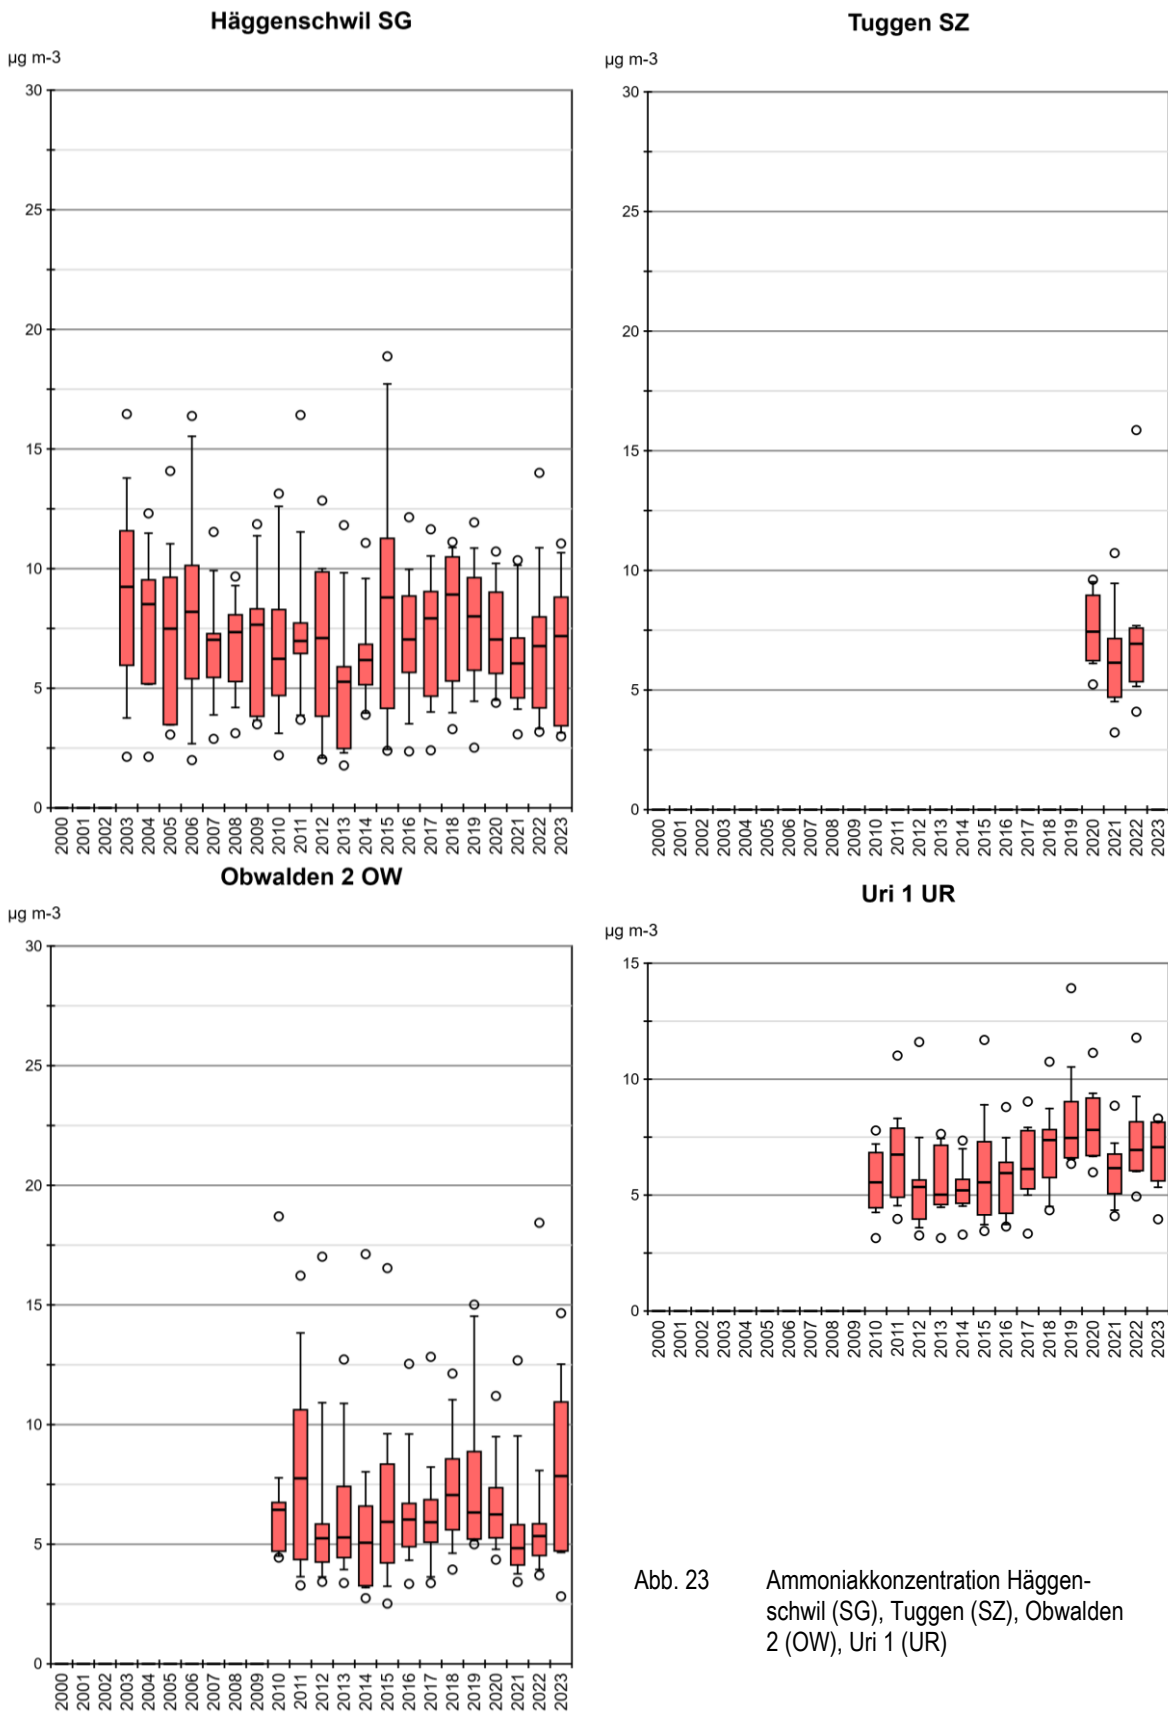 Häggenschwil SG
µg m-3
30
25
20
15
10
5
0
2000 2001 2002 2003 2004 2005 2006 2007 2008 2009 2010 2011 2012 2013 2014 2015 2016 2017 2018 2019 2020 2021 2022 2023
Tuggen SZ
µg m-3
30
25
20
15
10
5
0
2000 2001 2002 2003 2004 2005 2006 2007 2008 2009 2010 2011 2012 2013 2014 2015 2016 2017 2018 2019 2020 2021 2022 2023
Obwalden 2 OW
µg m-3
30
25
20
15
10
5
0
2000 2001 2002 2003 2004 2005 2006 2007 2008 2009 2010 2011 2012 2013 2014 2015 2016 2017 2018 2019 2020 2021 2022 2023
Uri 1 UR
µg m-3
15
10
5
0
2000 2001 2002 2003 2004 2005 2006 2007 2008 2009 2010 2011 2012 2013 2014 2015 2016 2017 2018 2019 2020 2021 2022 2023
Abb. 23 Ammoniakkonzentration Häggen-
schwil (SG), Tuggen (SZ), Obwalden
2 (OW), Uri 1 (UR)